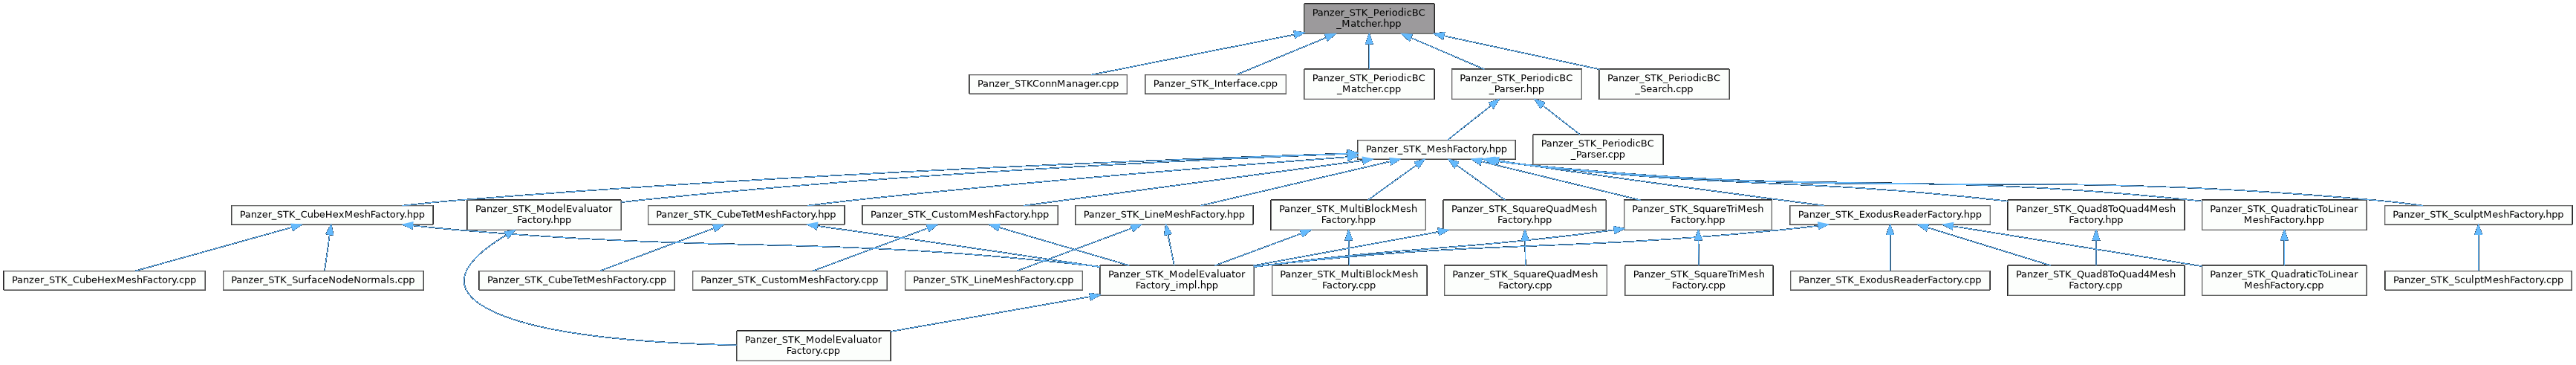 Panzer_STK_PeriodicBC
_Matcher.hpp
Panzer_STKConnManager.cpp
Panzer_STK_Interface.cpp
Panzer_STK_PeriodicBC
_Matcher.cpp
Panzer_STK_PeriodicBC
_Parser.hpp
Panzer_STK_PeriodicBC
_Search.cpp
Panzer_STK_MeshFactory.hpp
Panzer_STK_PeriodicBC
_Parser.cpp
Panzer_STK_CubeHexMeshFactory.hpp
Panzer_STK_ModelEvaluator
Factory.hpp
Panzer_STK_CubeTetMeshFactory.hpp
Panzer_STK_CustomMeshFactory.hpp
Panzer_STK_LineMeshFactory.hpp
Panzer_STK_MultiBlockMesh
Factory.hpp
Panzer_STK_SquareQuadMesh
Factory.hpp
Panzer_STK_SquareTriMesh
Factory.hpp
Panzer_STK_ExodusReaderFactory.hpp
Panzer_STK_Quad8ToQuad4Mesh
Factory.hpp
Panzer_STK_QuadraticToLinear
MeshFactory.hpp
Panzer_STK_SculptMeshFactory.hpp
Panzer_STK_CubeHexMeshFactory.cpp
Panzer_STK_SurfaceNodeNormals.cpp
Panzer_STK_CubeTetMeshFactory.cpp
Panzer_STK_CustomMeshFactory.cpp
Panzer_STK_LineMeshFactory.cpp
Panzer_STK_ModelEvaluator
Factory_impl.hpp
Panzer_STK_MultiBlockMesh
Factory.cpp
Panzer_STK_SquareQuadMesh
Factory.cpp
Panzer_STK_SquareTriMesh
Factory.cpp
Panzer_STK_ExodusReaderFactory.cpp
Panzer_STK_Quad8ToQuad4Mesh
Factory.cpp
Panzer_STK_QuadraticToLinear
MeshFactory.cpp
Panzer_STK_SculptMeshFactory.cpp
Panzer_STK_ModelEvaluator
Factory.cpp